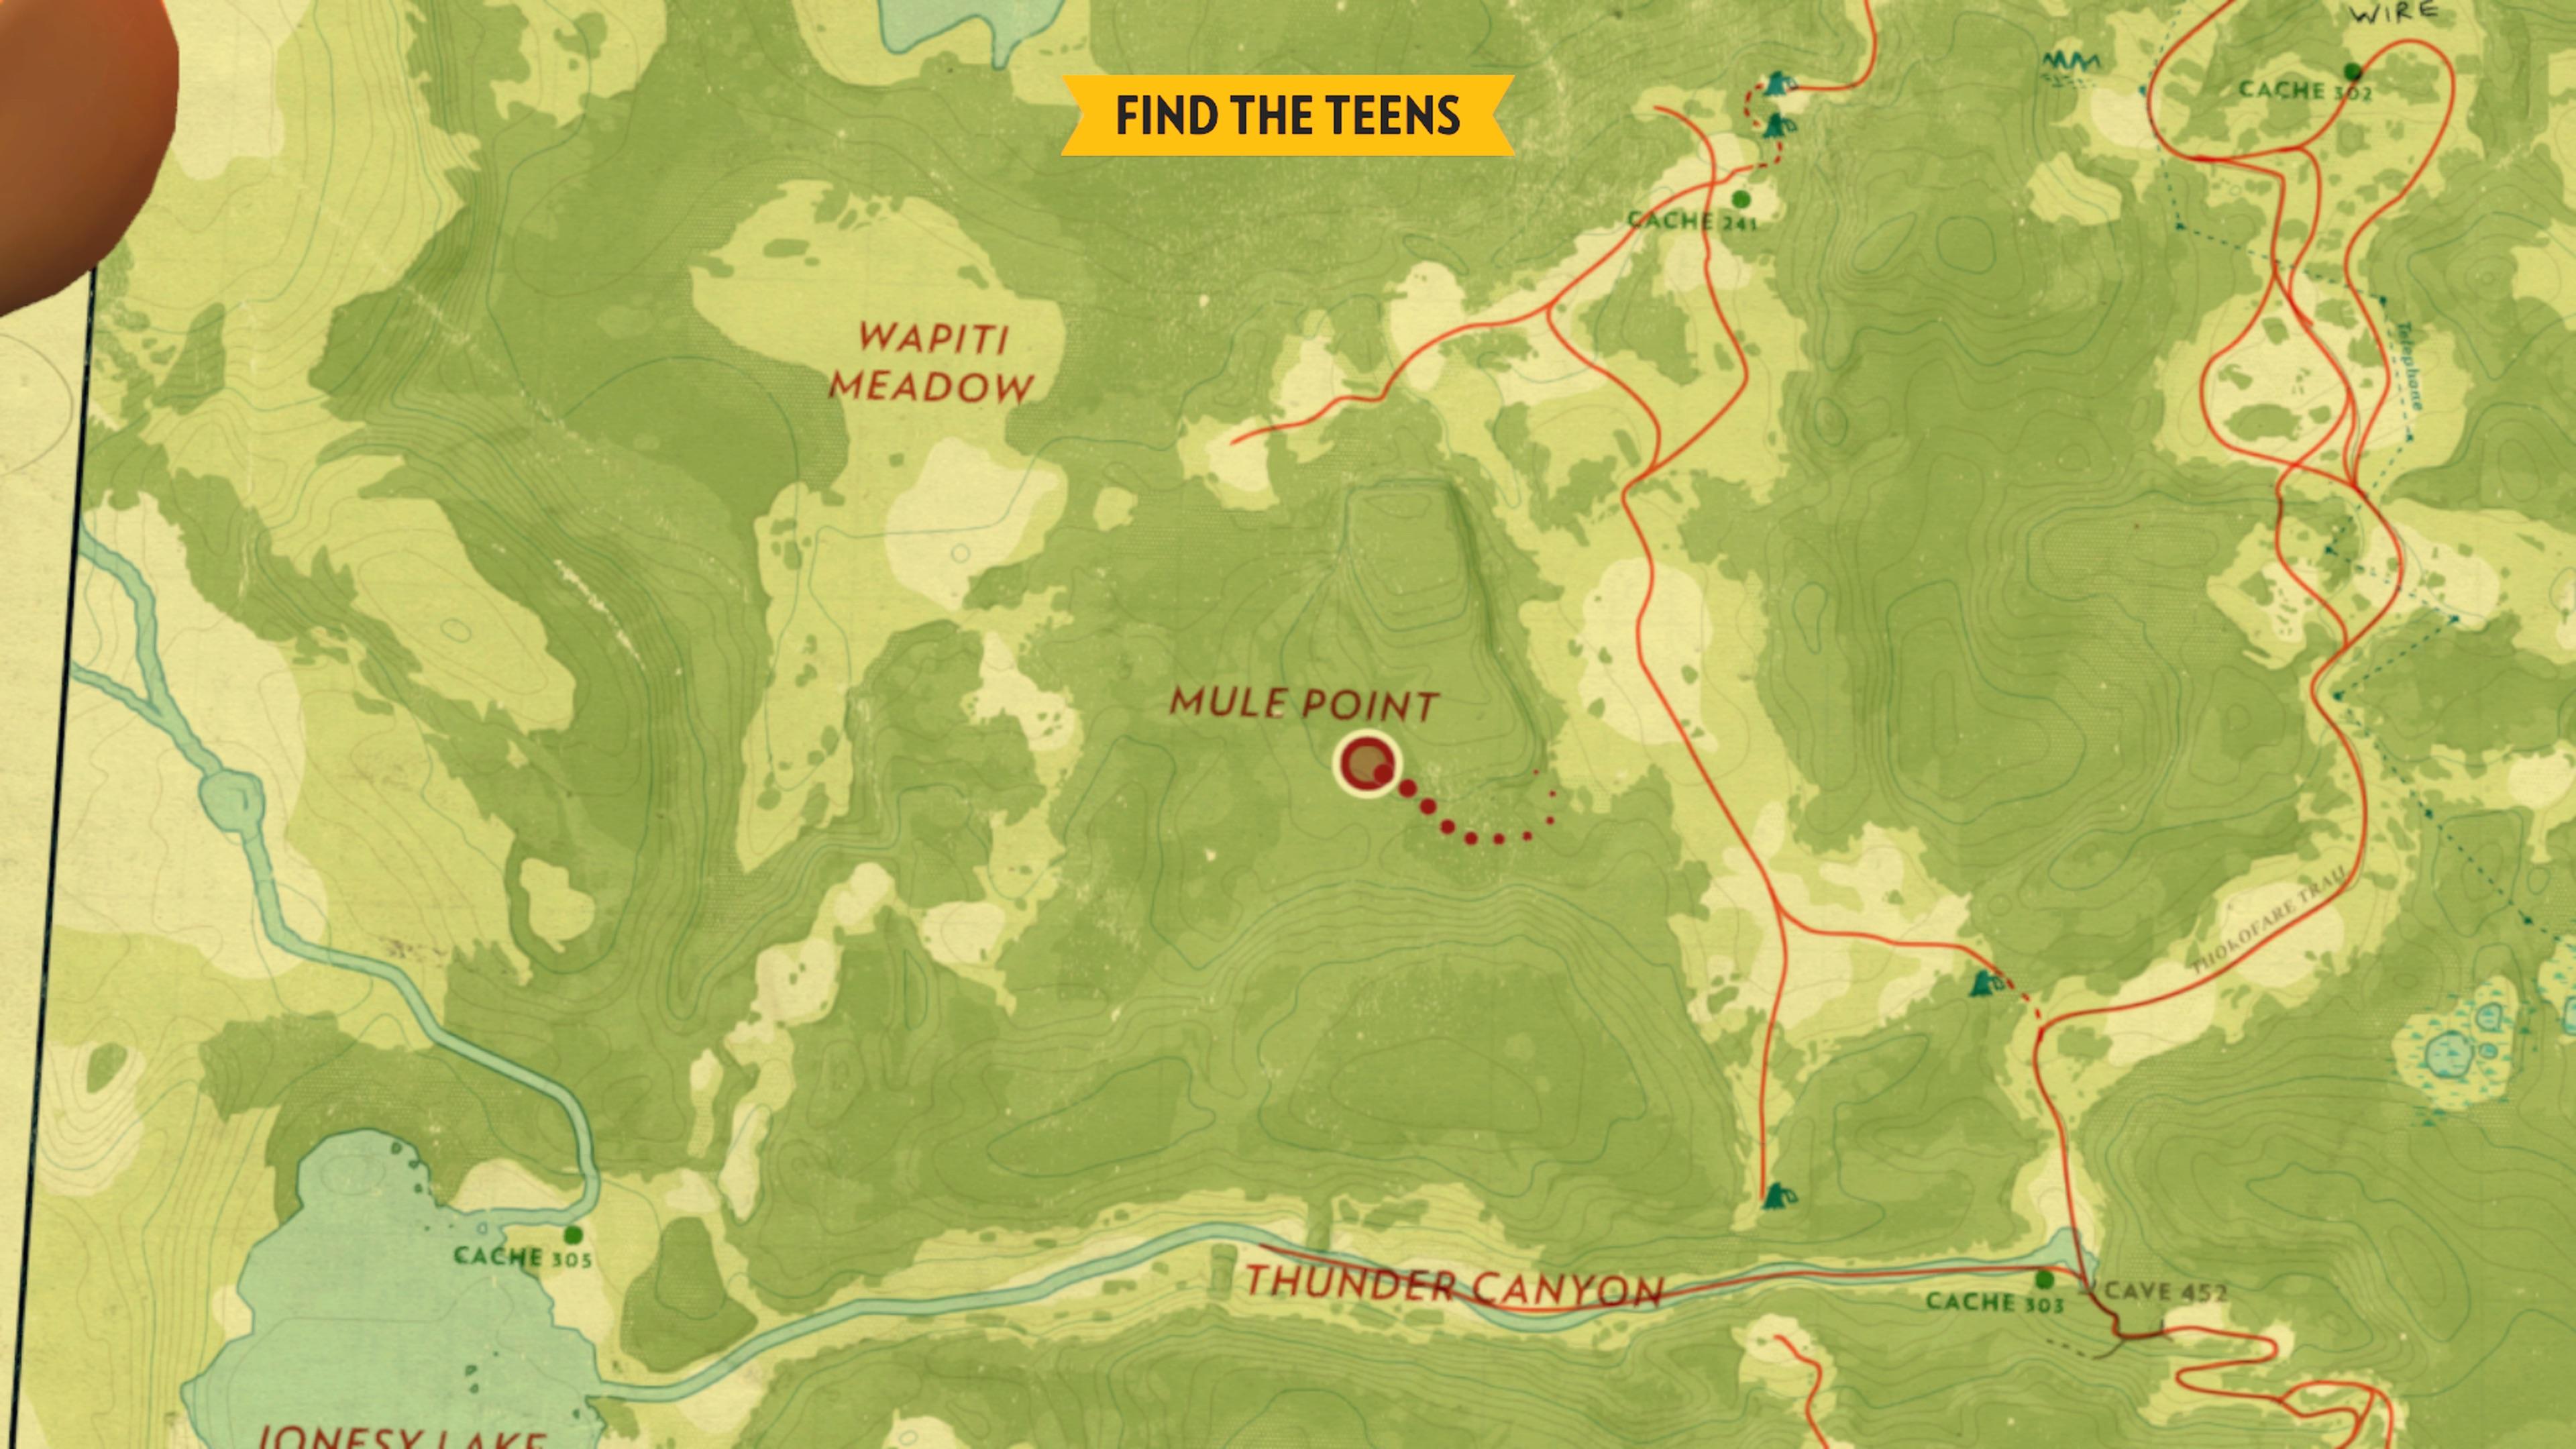 WIRE
CACHE 302
FIND THE TEENS
CACHE 241
WAPITI
MEADOW
Telephone
MULE POINT
THOROFARE TRAIL
CACHE 305
THUNDER CANYON
CACHE 303
CAVE 452
JONESY LAKE